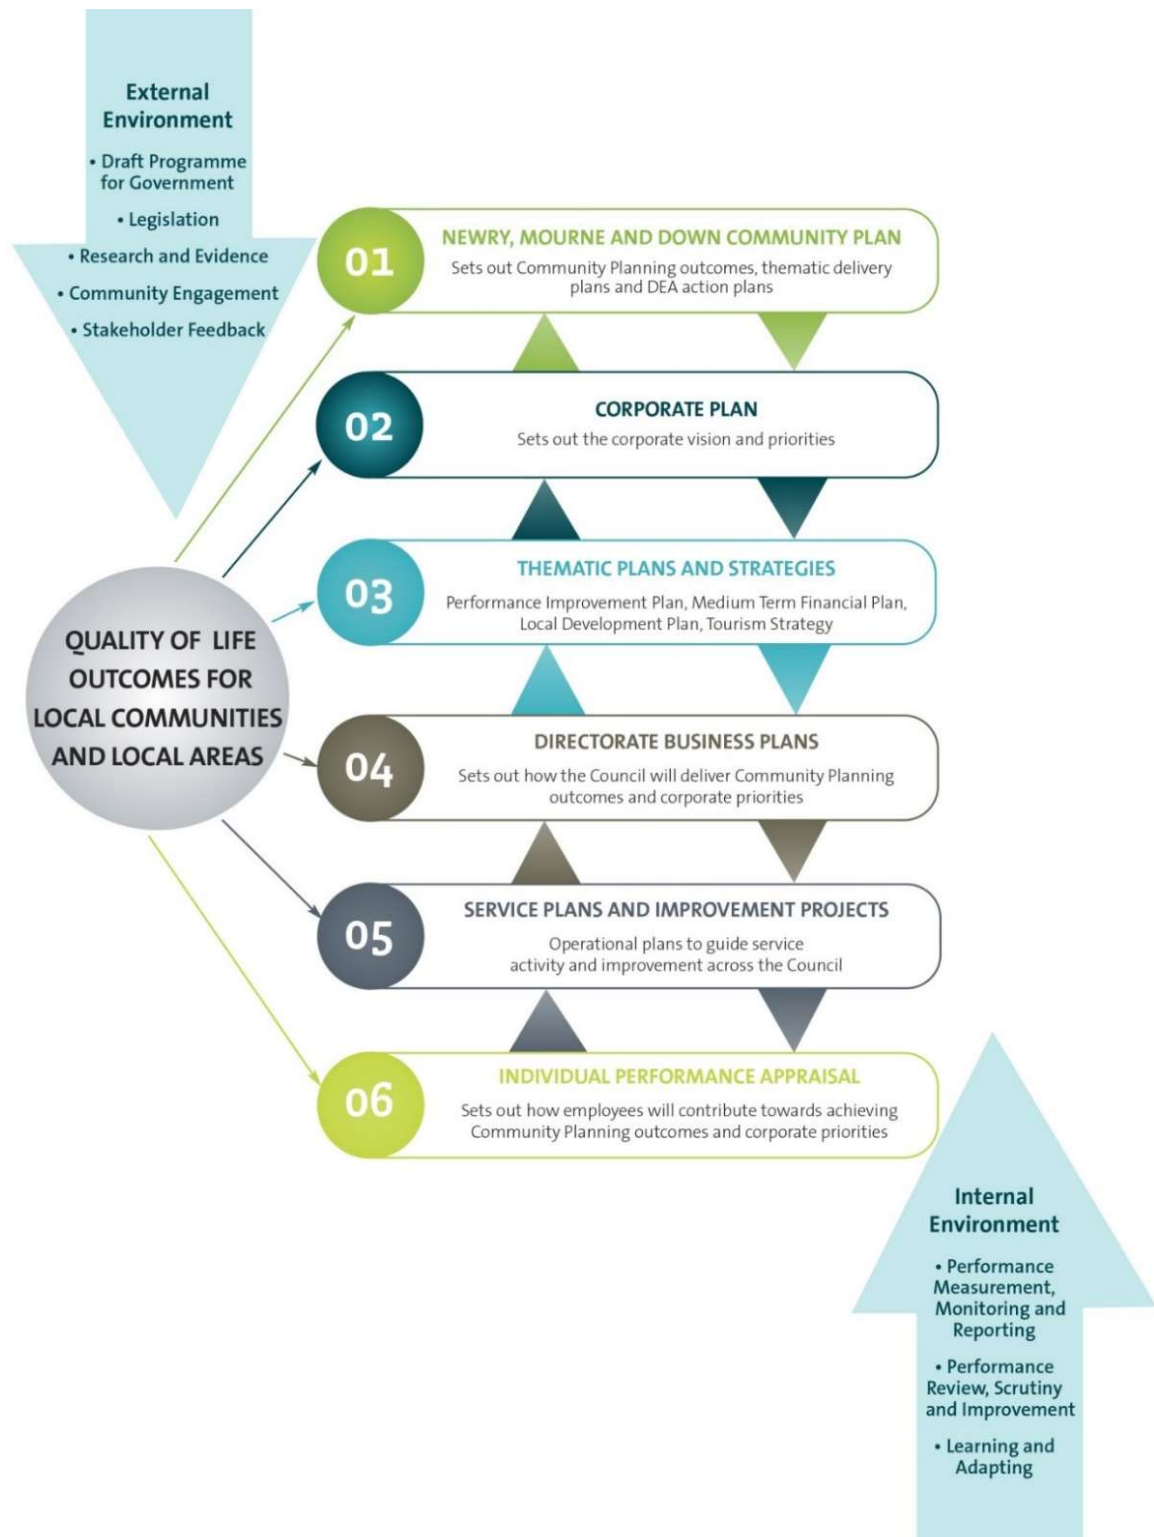 External
Environment
• Draft Programme
for Government
• Legislation
• Research and Evidence
• Community Engagement
• Stakeholder Feedback
01
NEWRY, MOURNE AND DOWN COMMUNITY PLAN
Sets out Community Planning outcomes, thematic delivery
plans and DEA action plans
02
CORPORATE PLAN
Sets out the corporate vision and priorities
03
THEMATIC PLANS AND STRATEGIES
Performance Improvement Plan, Medium Term Financial Plan,
Local Development Plan, Tourism Strategy
QUALITY OF LIFE
OUTCOMES FOR
LOCAL COMMUNITIES
AND LOCAL AREAS
04
DIRECTORATE BUSINESS PLANS
Sets out how the Council will deliver Community Planning
outcomes and corporate priorities
05
SERVICE PLANS AND IMPROVEMENT PROJECTS
Operational plans to guide service
activity and improvement across the Council
06
INDIVIDUAL PERFORMANCE APPRAISAL
Sets out how employees will contribute towards achieving
Community Planning outcomes and corporate priorities
Internal
Environment
• Performance
Measurement,
Monitoring and
Reporting
• Performance
Review, Scrutiny
and Improvement
• Learning and
Adapting